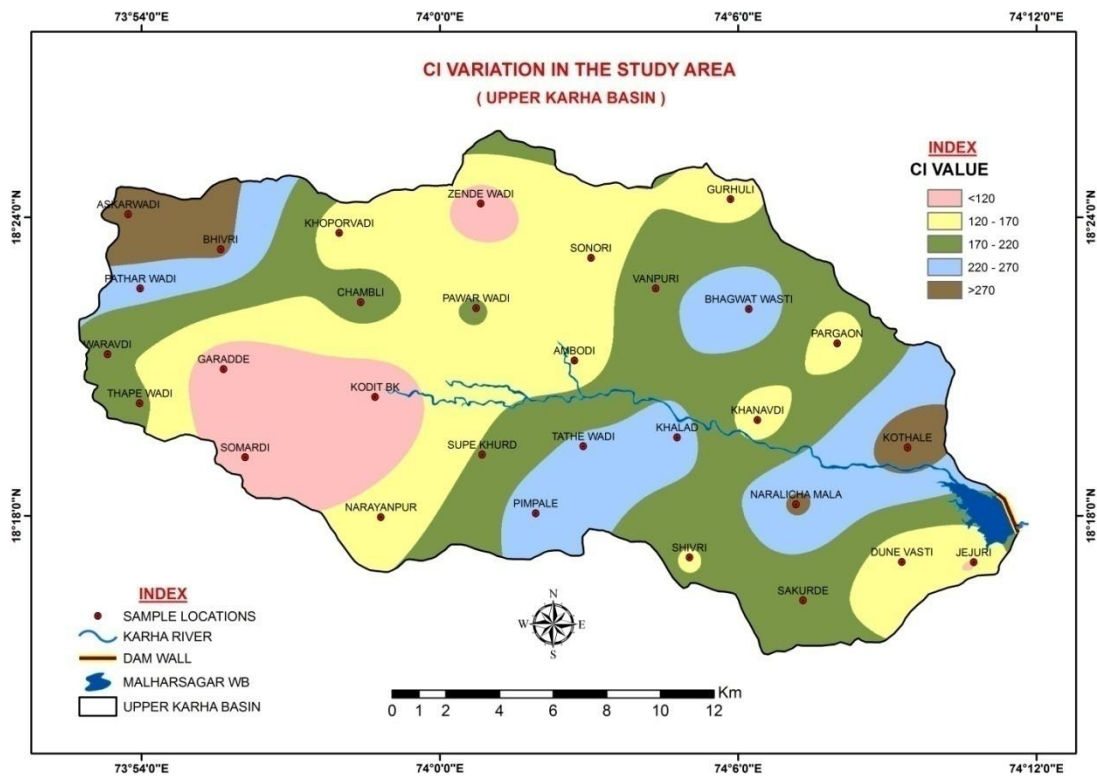 73°54'0"E
74°00'E
74°6'0"E
74°12'0"E
CI VARIATION IN THE STUDY AREA
( UPPER KARHA BASIN )
INDEX
CI VALUE
<120
120 - 170
170 - 220
220 - 270
>270
18°24'0"N
18°24'0"N
ZENDE WADI
GURHULI
ASKARWADI
KHOPORVADI
BHIVRI
SONORI
PATHAR WADI
CHAMBLI
PAWAR WADI
VANPURI
BHAGWAT WASTI
PARGAON
WARAVDI
GARADDE
AMBODI
THAPE WADI
KODIT BK
KHANAVDI
SOMARDI
SUPE KHURD
TATHE WADI
KHALAD
KOTHALE
NARAYANPUR
PIMPALE
NARALICHA MALA
18°18'0"N
18°18'0"N
SHIVRI
DUNE VASTI
JEJURI
SAKURDE
INDEX
SAMPLE LOCATIONS
KARHA RIVER
DAM WALL
MALHARSAGAR WB
UPPER KARHA BASIN
N
W E
S
Km
0 1 2 4 6 8 10 12
73°54'0"E
74°00'E
74°6'0"E
74°12'0"E